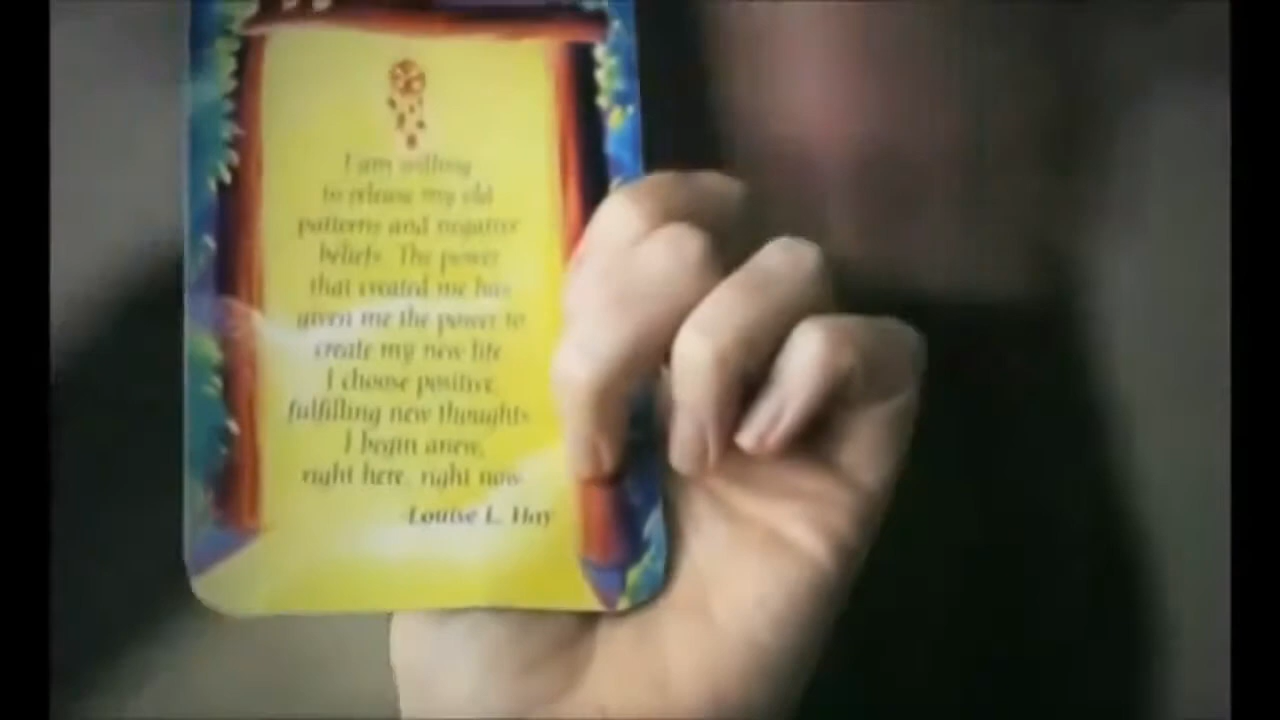 I am willing
to release my old
patterns and negative
beliefs. The power
that created me has
given me the power to
create my new life.
I choose positive,
fulfilling new thoughts.
I begin anew,
right here, right now.
-Louise L. Hay